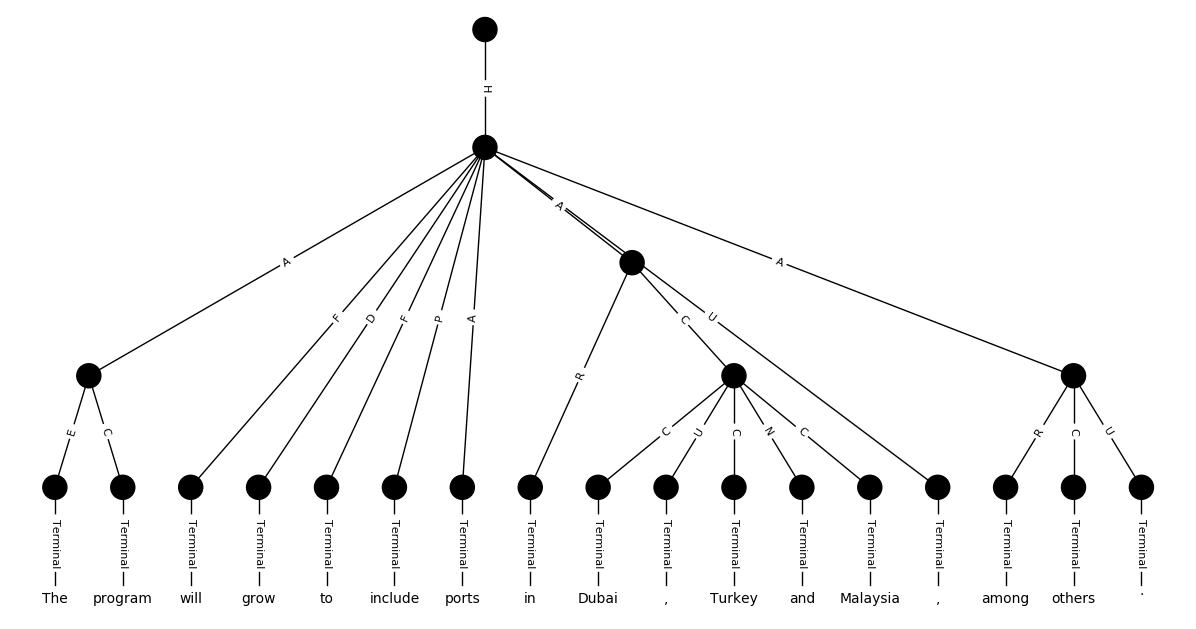 H
A
A
A
F
D
F
P
A
C
U
R
E
C
C
U
C
N
C
R
C
U
Terminal Terminal Terminal Terminal Terminal Terminal Terminal Terminal Terminal Terminal Terminal Terminal Terminal Terminal Terminal Terminal Terminal
The program will grow to include ports in Dubai , Turkey and Malaysia , among others .